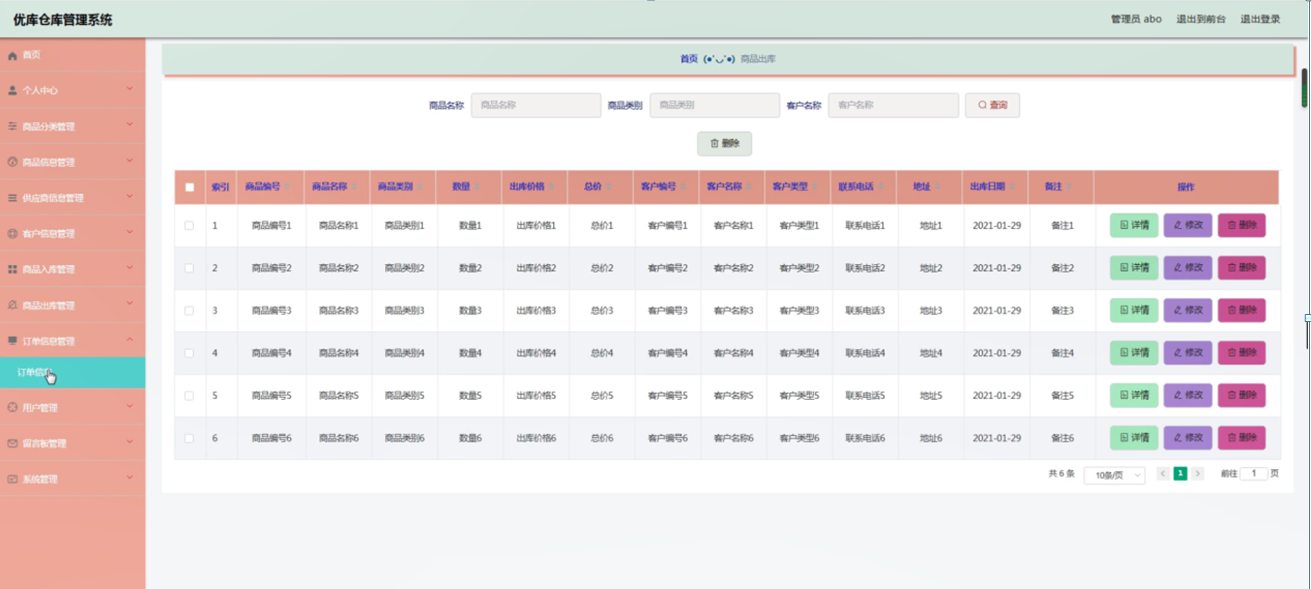 优库仓库管理系统
管理员 abo 退出到前台 退出登录
首页
个人中心
商品分类管理
商品信息管理
供应商信息管理
客户信息管理
商品入库管理
商品出库管理
订单信息管理
订单信息
用户管理
留言板管理
系统管理
首页 (●'◡'●) 商品出库
商品名称 商品名称 商品类别 商品类别 客户名称 客户名称 查询
删除
索引 商品编号 商品名称 商品类别 数量 出库价格 总价 客户编号 客户名称 客户类型 联系电话 地址 出库日期 备注 操作
1 商品编号1 商品名称1 商品类别1 数量1 出库价格1 总价1 客户编号1 客户名称1 客户类型1 联系电话1 地址1 2021-01-29 备注1 详情 修改 删除
2 商品编号2 商品名称2 商品类别2 数量2 出库价格2 总价2 客户编号2 客户名称2 客户类型2 联系电话2 地址2 2021-01-29 备注2 详情 修改 删除
3 商品编号3 商品名称3 商品类别3 数量3 出库价格3 总价3 客户编号3 客户名称3 客户类型3 联系电话3 地址3 2021-01-29 备注3 详情 修改 删除
4 商品编号4 商品名称4 商品类别4 数量4 出库价格4 总价4 客户编号4 客户名称4 客户类型4 联系电话4 地址4 2021-01-29 备注4 详情 修改 删除
5 商品编号5 商品名称5 商品类别5 数量5 出库价格5 总价5 客户编号5 客户名称5 客户类型5 联系电话5 地址5 2021-01-29 备注5 详情 修改 删除
6 商品编号6 商品名称6 商品类别6 数量6 出库价格6 总价6 客户编号6 客户名称6 客户类型6 联系电话6 地址6 2021-01-29 备注6 详情 修改 删除
共 6 条 10条/页 1 前往 1 页